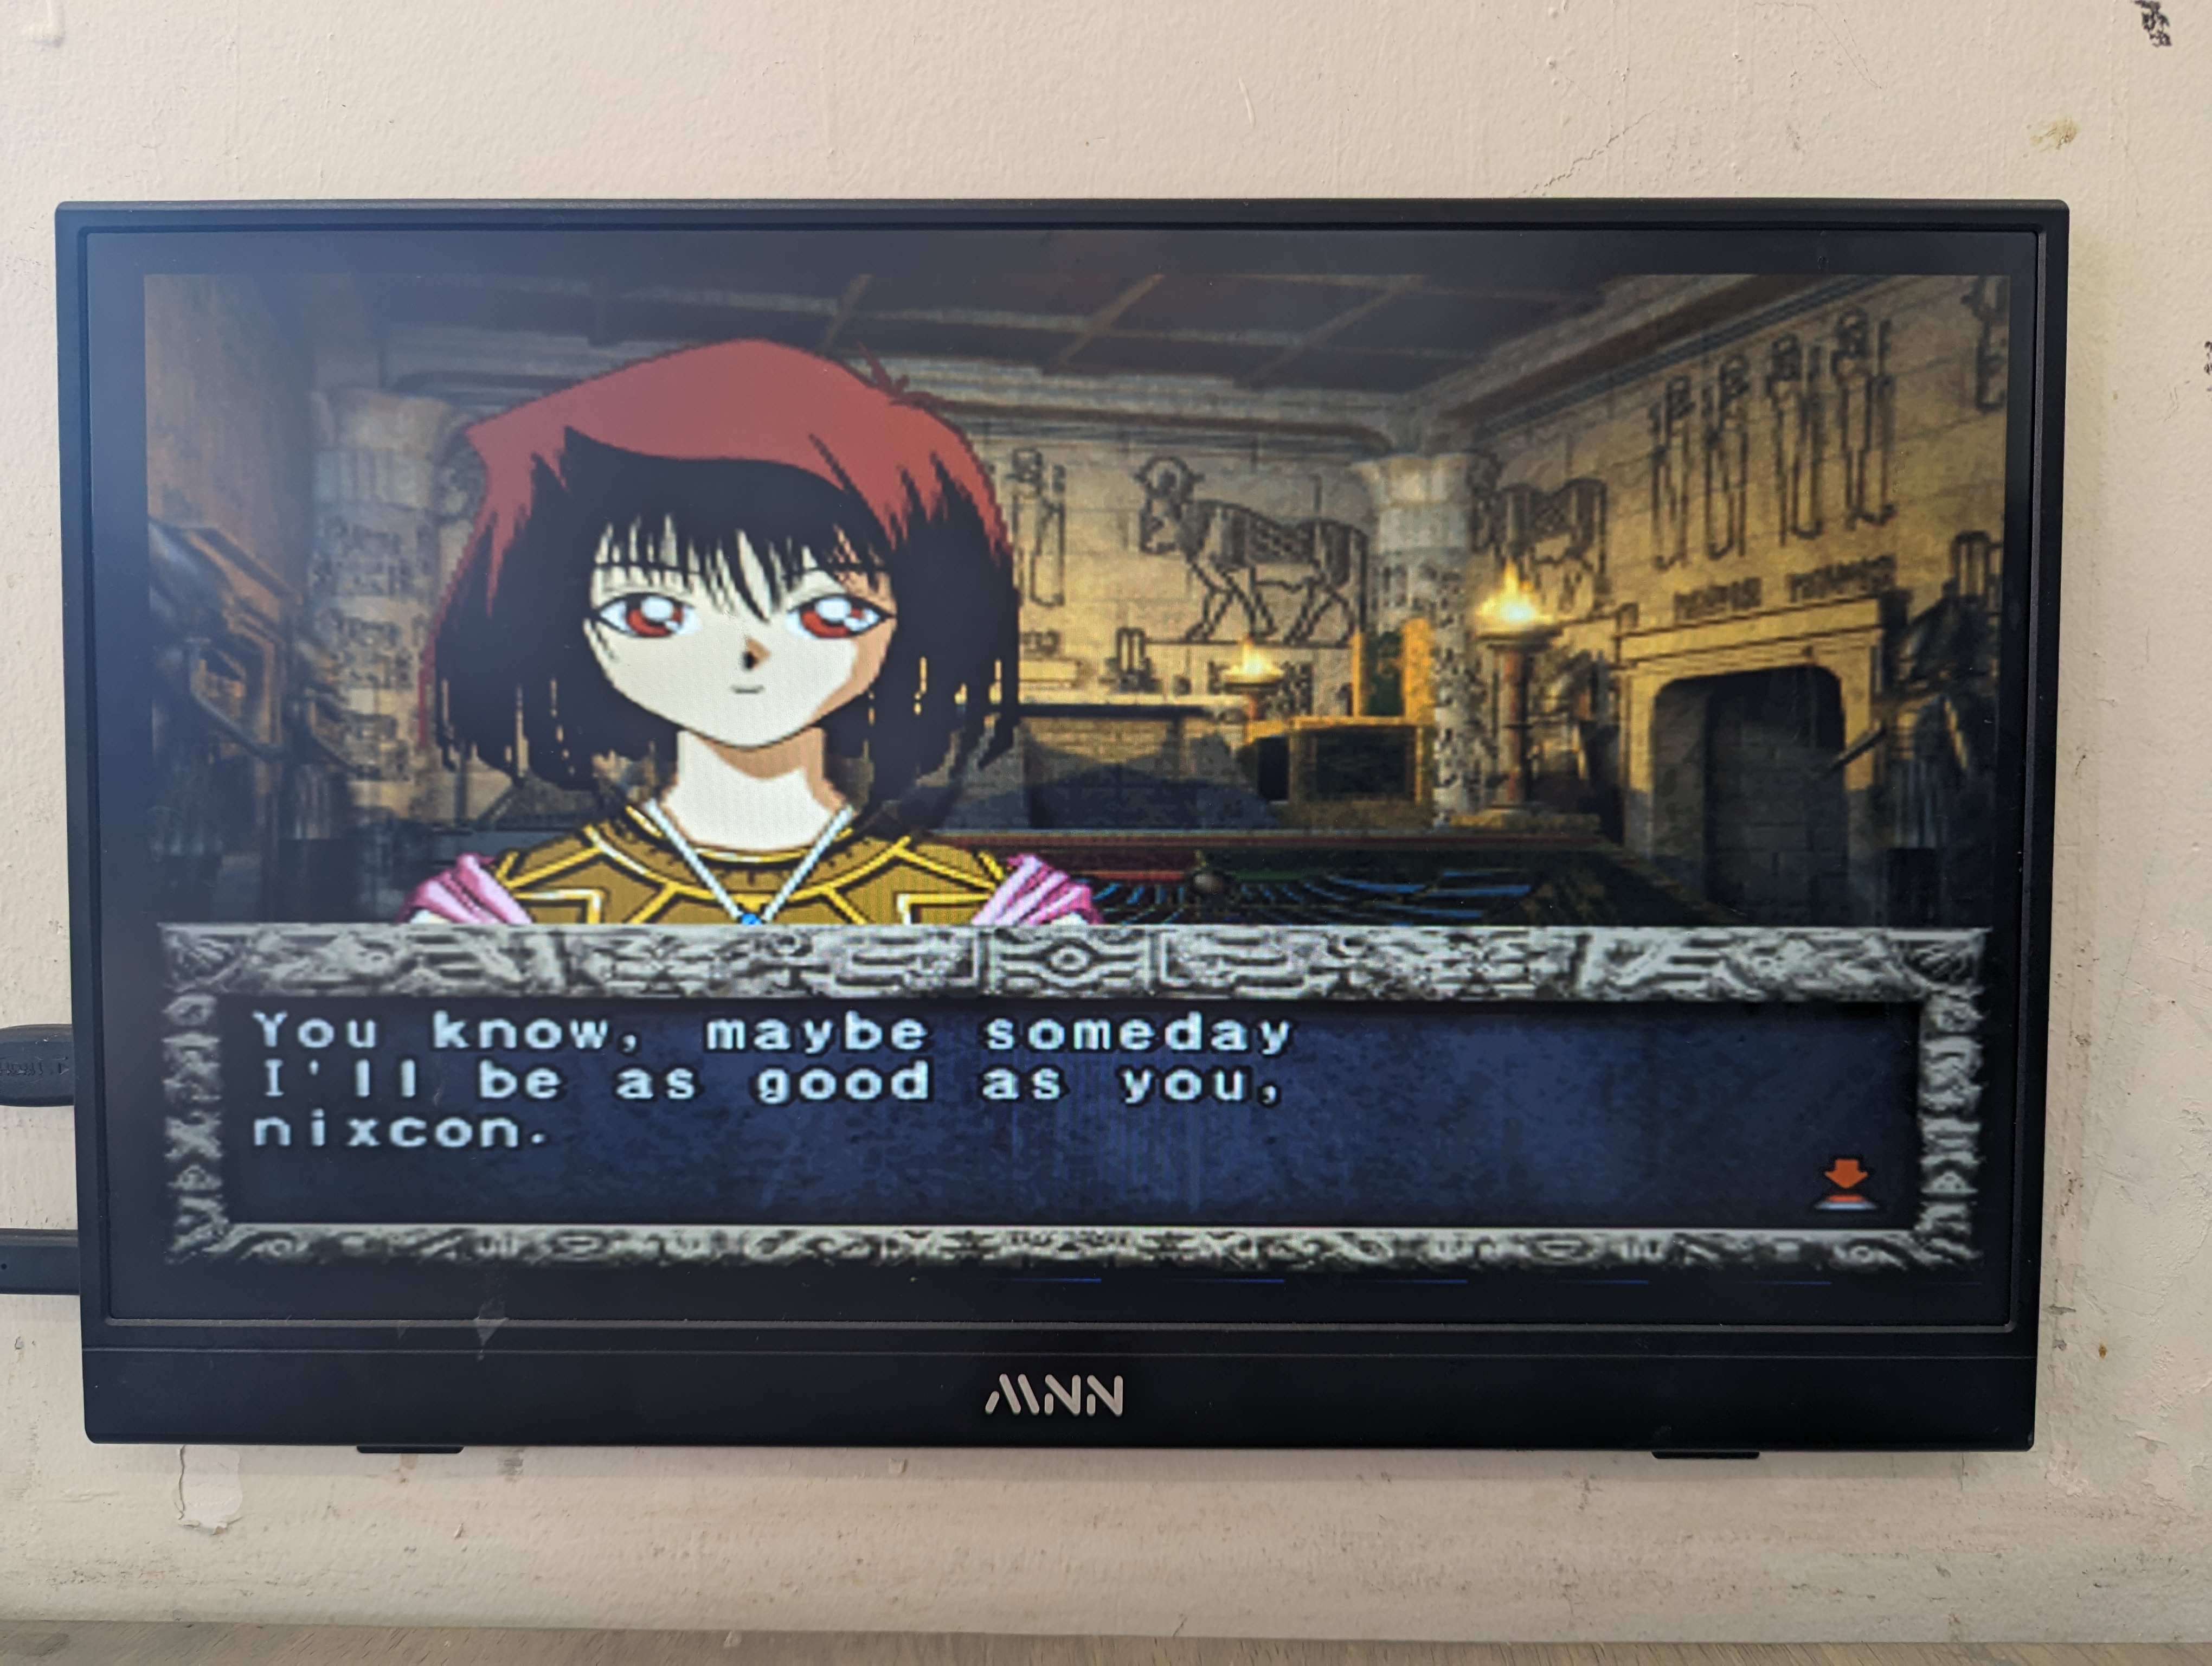 You know, maybe someday
I'll be as good as you,
nixcon.
MNN